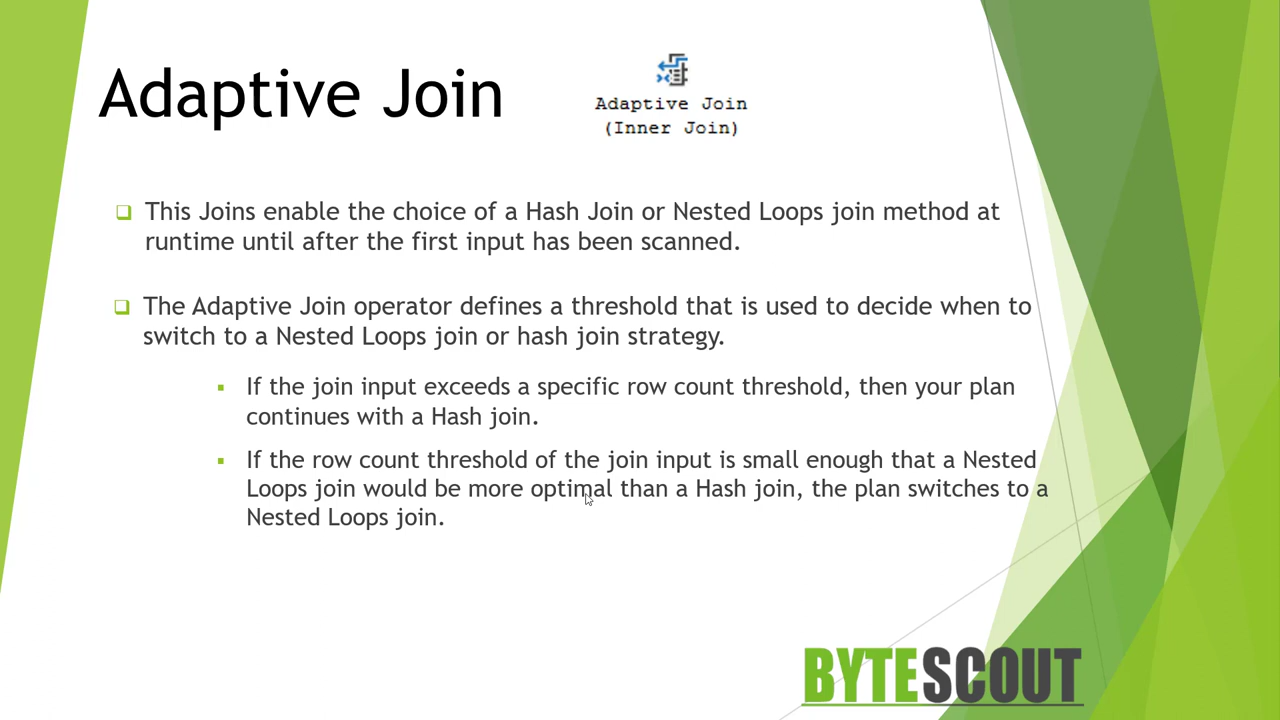 Adaptive Join
Adaptive Join
(Inner Join)
This Joins enable the choice of a Hash Join or Nested Loops join method at
runtime until after the first input has been scanned.
The Adaptive Join operator defines a threshold that is used to decide when to
switch to a Nested Loops join or hash join strategy.
If the join input exceeds a specific row count threshold, then your plan
continues with a Hash join.
If the row count threshold of the join input is small enough that a Nested
Loops join would be more optimal than a Hash join, the plan switches to a
Nested Loops join.
BYTESCOUT